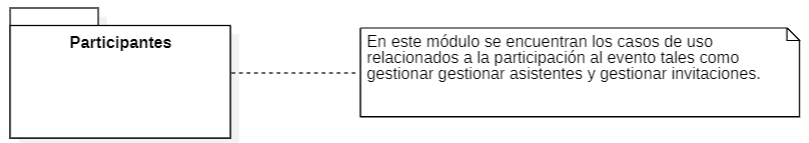 Participantes
En este módulo se encuentran los casos de uso
relacionados a la participación al evento tales como
gestionar gestionar asistentes y gestionar invitaciones.